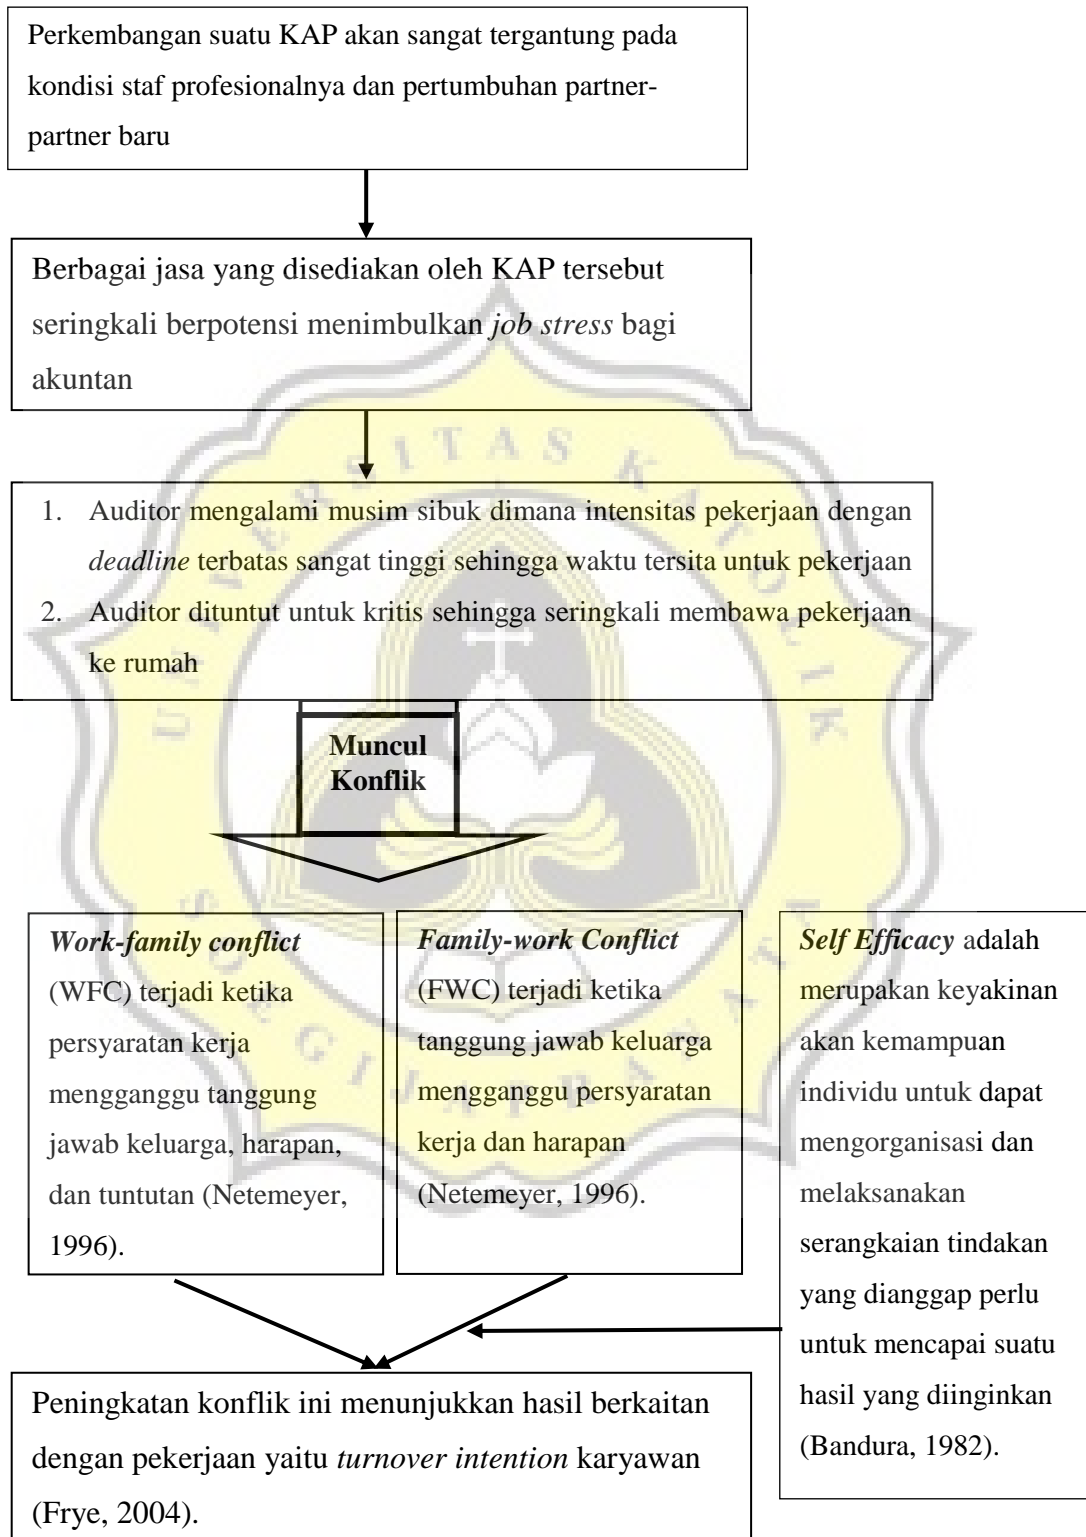 Perkembangan suatu KAP akan sangat tergantung pada
kondisi staf profesionalnya dan pertumbuhan partner-
partner baru
Berbagai jasa yang disediakan oleh KAP tersebut
seringkali berpotensi menimbulkan job stress bagi
akuntan
1. Auditor mengalami musim sibuk dimana intensitas pekerjaan dengan
deadline terbatas sangat tinggi sehingga waktu tersita untuk pekerjaan
2. Auditor dituntut untuk kritis sehingga seringkali membawa pekerjaan
ke rumah
Muncul
Konflik
Work-family conflict
(WFC) terjadi ketika
persyaratan kerja
mengganggu tanggung
jawab keluarga, harapan,
dan tuntutan (Netemeyer,
1996).
Family-work Conflict
(FWC) terjadi ketika
tanggung jawab keluarga
mengganggu persyaratan
kerja dan harapan
(Netemeyer, 1996).
Self Efficacy adalah
merupakan keyakinan
akan kemampuan
individu untuk dapat
mengorganisasi dan
melaksanakan
serangkaian tindakan
yang dianggap perlu
untuk mencapai suatu
hasil yang diinginkan
(Bandura, 1982).
Peningkatan konflik ini menunjukkan hasil berkaitan
dengan pekerjaan yaitu turnover intention karyawan
(Frye, 2004).
UNIVERSITAS KATOLIK
SOEGIJAPRANATA